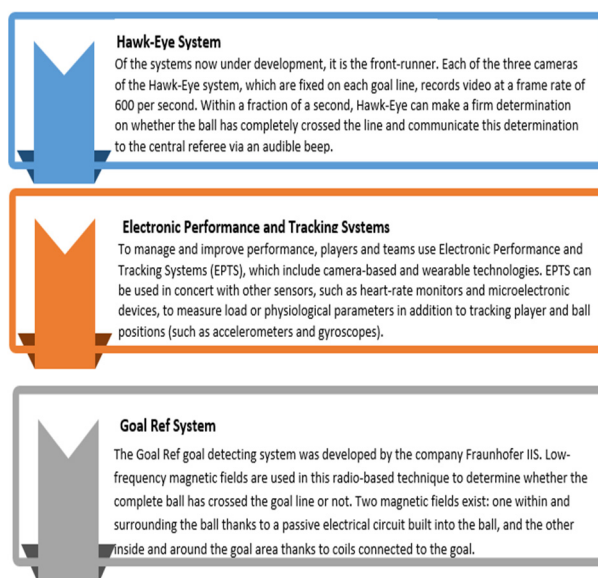 Hawk-Eye System
Of the systems now under development, it is the front-runner. Each of the three cameras
of the Hawk-Eye system, which are fixed on each goal line, records video at a frame rate of
600 per second. Within a fraction of a second, Hawk-Eye can make a firm determination
on whether the ball has completely crossed the line and communicate this determination
to the central referee via an audible beep.
Electronic Performance and Tracking Systems
To manage and improve performance, players and teams use Electronic Performance and
Tracking Systems (EPTS), which include camera-based and wearable technologies. EPTS can
be used in concert with other sensors, such as heart-rate monitors and microelectronic
devices, to measure load or physiological parameters in addition to tracking player and ball
positions (such as accelerometers and gyroscopes).
Goal Ref System
The Goal Ref goal detecting system was developed by the company Fraunhofer IIS. Low-
frequency magnetic fields are used in this radio-based technique to determine whether the
complete ball has crossed the goal line or not. Two magnetic fields exist: one within and
surrounding the ball thanks to a passive electrical circuit built into the ball, and the other
inside and around the goal area thanks to coils connected to the goal.